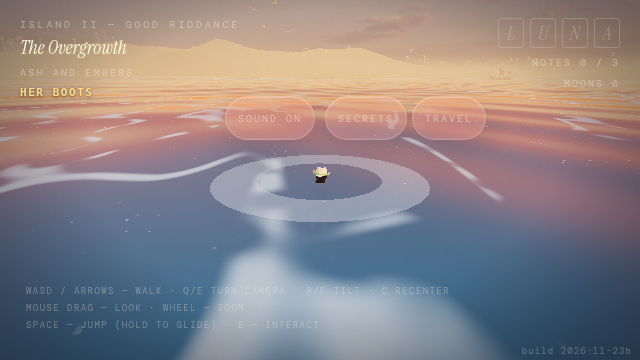 ISLAND II — GOOD RIDDANCE
The Overgrowth
ASH AND EMBERS
HER BOOTS
LUNA
NOTES 0 / 3
MOONS 0
SOUND ON
SECRETS
TRAVEL
WASD / ARROWS — WALK · Q/E TURN CAMERA · R/F TILT · C RECENTER
MOUSE DRAG — LOOK · WHEEL — ZOOM
SPACE — JUMP (HOLD TO GLIDE) · E — INTERACT
build 2026-11-23b